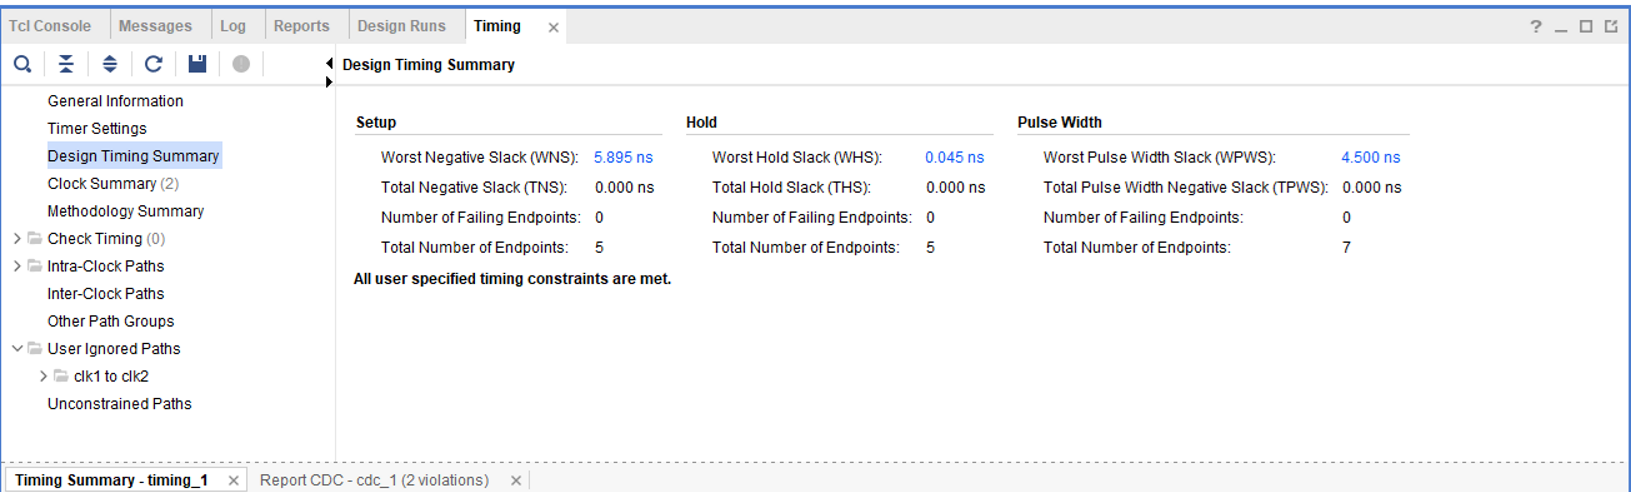 Tcl Console Messages Log Reports Design Runs Timing
Design Timing Summary
General Information
Timer Settings
Design Timing Summary
Clock Summary (2)
Methodology Summary
Check Timing (0)
Intra-Clock Paths
Inter-Clock Paths
Other Path Groups
User Ignored Paths
clk1 to clk2
Unconstrained Paths
Setup
Worst Negative Slack (WNS): 5.895 ns
Total Negative Slack (TNS): 0.000 ns
Number of Failing Endpoints: 0
Total Number of Endpoints: 5
Hold
Worst Hold Slack (WHS): 0.045 ns
Total Hold Slack (THS): 0.000 ns
Number of Failing Endpoints: 0
Total Number of Endpoints: 5
Pulse Width
Worst Pulse Width Slack (WPWS): 4.500 ns
Total Pulse Width Negative Slack (TPWS): 0.000 ns
Number of Failing Endpoints: 0
Total Number of Endpoints: 7
All user specified timing constraints are met.
Timing Summary - timing_1 Report CDC - cdc_1 (2 violations)